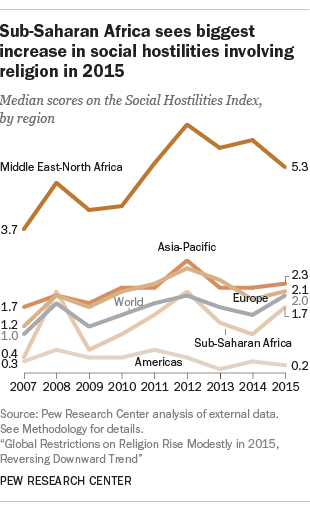 Sub-Saharan Africa sees biggest
increase in social hostilities involving
religion in 2015
Median scores on the Social Hostilities Index,
by region
Middle East-North Africa
5.3
3.7
Asia-Pacific
2.3
2.1
2.0
1.7
1.7
1.2
1.0
0.4
0.3
World
Europe
Sub-Saharan Africa
Americas
0.2
2007 2008 2009 2010 2011 2012 2013 2014 2015
Source: Pew Research Center analysis of external data.
See Methodology for details.
“Global Restrictions on Religion Rise Modestly in 2015,
Reversing Downward Trend”
PEW RESEARCH CENTER